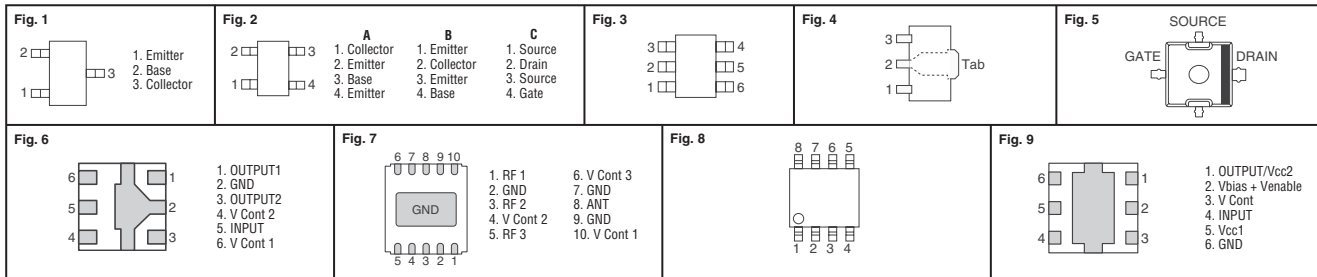 Fig. 1
2
1
3
1. Emitter
2. Base
3. Collector
Fig. 2
2
1
3
4
A
1. Collector
2. Emitter
3. Base
4. Emitter
B
1. Emitter
2. Collector
3. Emitter
4. Base
C
1. Source
2. Drain
3. Source
4. Gate
Fig. 3
3
2
1
4
5
6
Fig. 4
3
2
1
Tab
Fig. 5
SOURCE
GATE
DRAIN
Fig. 6
6
5
4
1
2
3
1. OUTPUT1
2. GND
3. OUTPUT2
4. V Cont 2
5. INPUT
6. V Cont 1
Fig. 7
6 7 8 9 10
GND
5 4 3 2 1
1. RF 1
2. GND
3. RF 2
4. V Cont 2
5. RF 3
6. V Cont 3
7. GND
8. ANT
9. GND
10. V Cont 1
Fig. 8
8 7 6 5
1 2 3 4
Fig. 9
6
5
4
1
2
3
1. OUTPUT/Vcc2
2. Vbias + Venable
3. V Cont
4. INPUT
5. Vcc1
6. GND